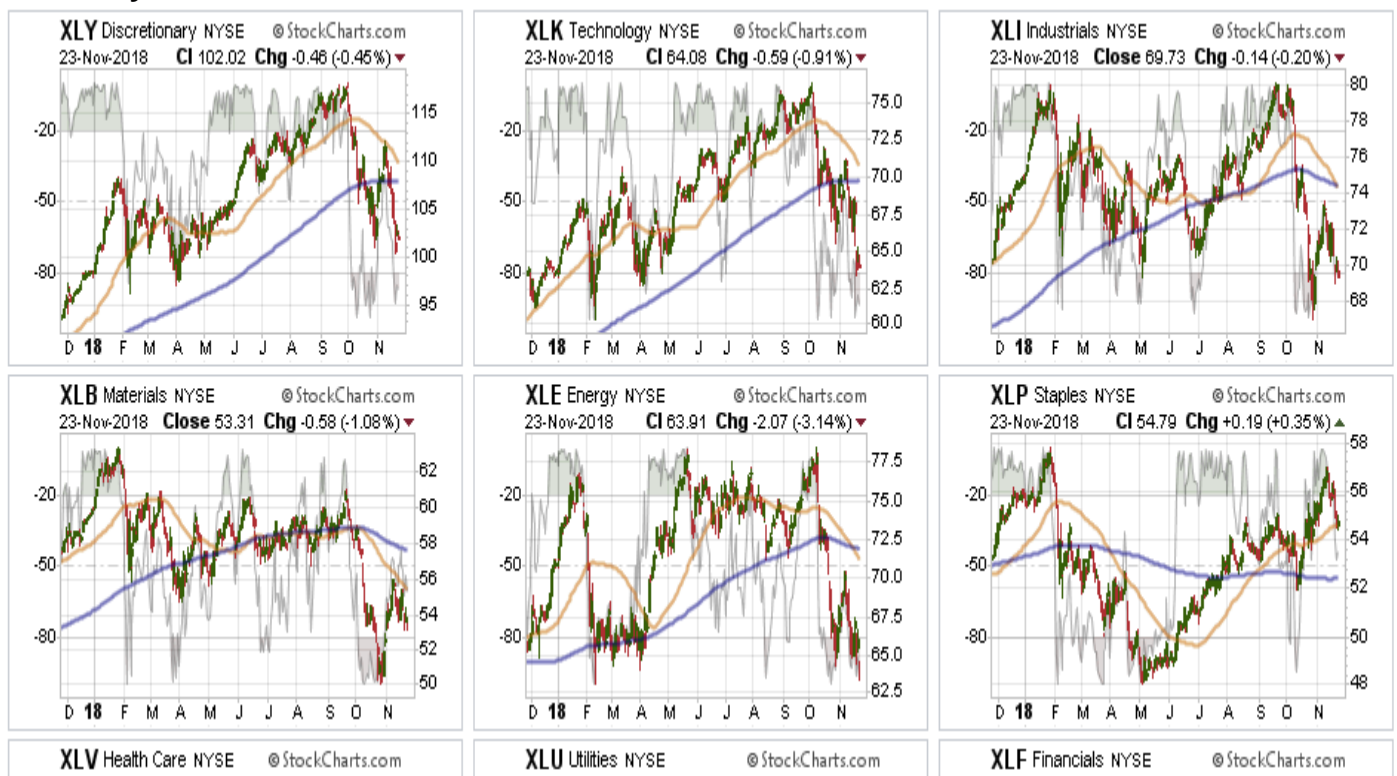 XLY Discretionary NYSE © StockCharts.com
23-Nov-2018 Cl 102.02 Chg -0.46 (-0.45%)
-20
-50
-80
115
110
105
100
95
D 18 F M A M J J A S O N
XLK Technology NYSE © StockCharts.com
23-Nov-2018 Cl 64.08 Chg -0.59 (-0.91%)
-20
-50
-80
75.0
72.5
70.0
67.5
65.0
62.5
60.0
D 18 F M A M J J A S O N
XLI Industrials NYSE © StockCharts.com
23-Nov-2018 Close 69.73 Chg -0.14 (-0.20%)
-20
-50
-80
80
78
76
74
72
70
68
D 18 F M A M J J A S O N
XLB Materials NYSE © StockCharts.com
23-Nov-2018 Close 53.31 Chg -0.58 (-1.08%)
-20
-50
-80
62
60
58
56
54
52
50
D 18 F M A M J J A S O N
XLE Energy NYSE © StockCharts.com
23-Nov-2018 Cl 63.91 Chg -2.07 (-3.14%)
-20
-50
-80
77.5
75.0
72.5
70.0
67.5
65.0
62.5
D 18 F M A M J J A S O N
XLP Staples NYSE © StockCharts.com
23-Nov-2018 Cl 54.79 Chg +0.19 (+0.35%)
-20
-50
-80
58
56
54
52
50
48
D 18 F M A M J J A S O N
XLV Health Care NYSE © StockCharts.com
XLU Utilities NYSE © StockCharts.com
XLF Financials NYSE © StockCharts.com